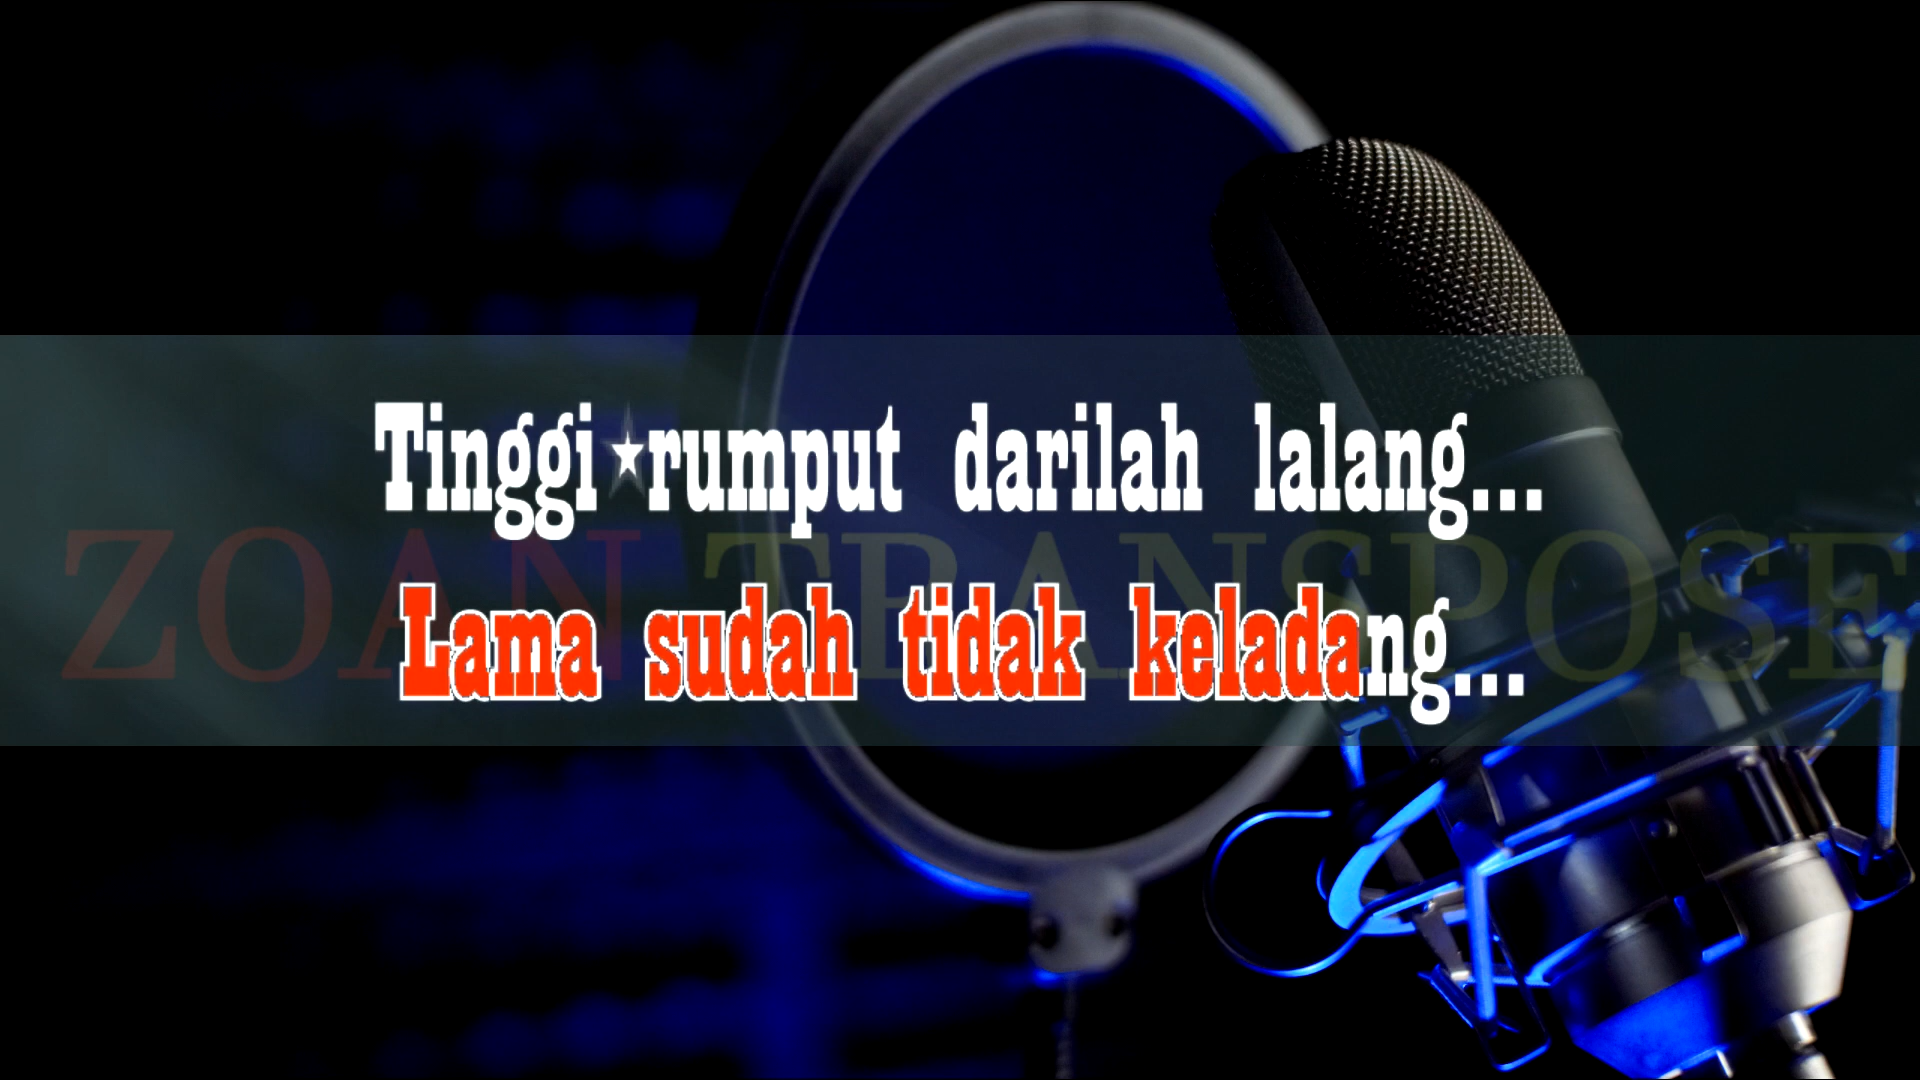 Tinggi rumput darilah lalang...
ZOAN TRANSPOSE
Lama sudah tidak keladang...